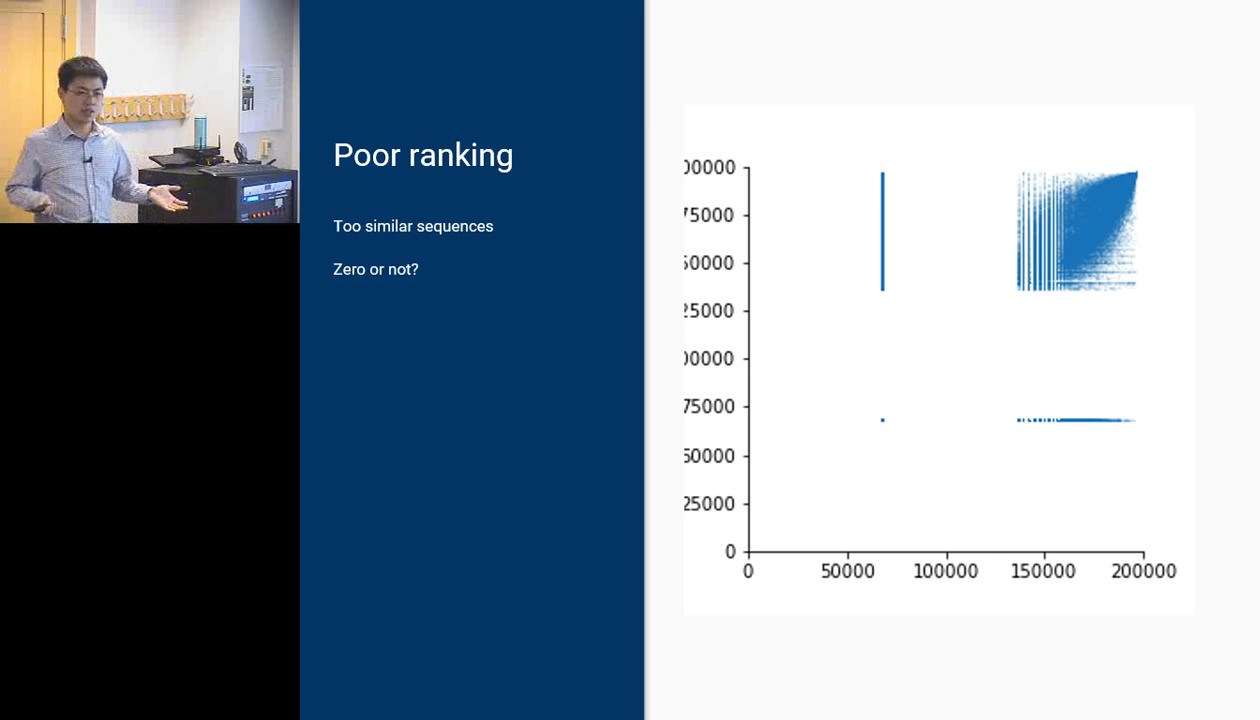 Poor ranking
Too similar sequences
Zero or not?
00000
75000
50000
25000
00000
75000
50000
25000
0
0 50000 100000 150000 200000